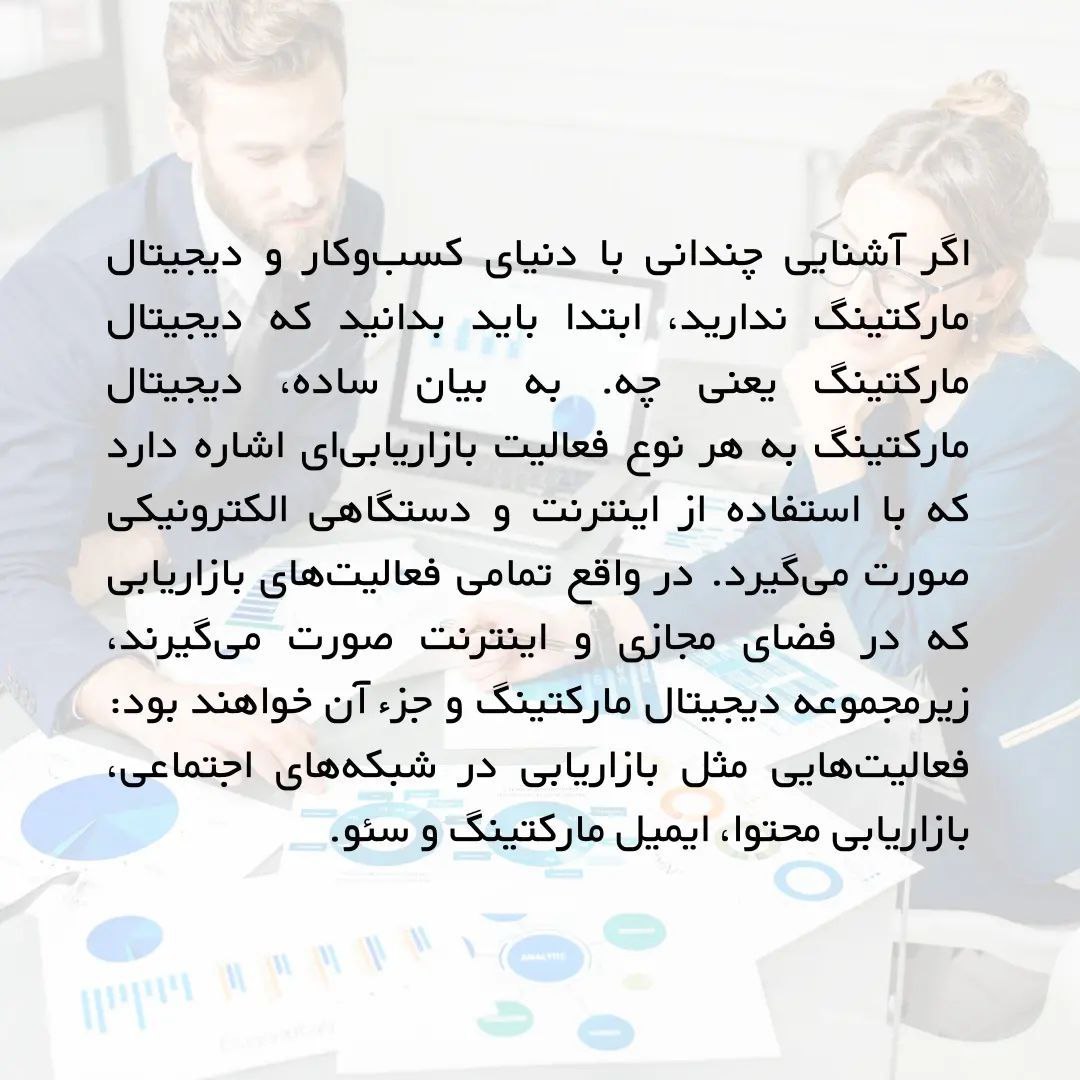 اگر آشنایی چندانی با دنیای کسب‌وکار و دیجیتال
مارکتینگ ندارید، ابتدا باید بدانید که دیجیتال
مارکتینگ یعنی چه. به بیان ساده، دیجیتال
مارکتینگ به هر نوع فعالیت بازاریابی‌ای اشاره دارد
که با استفاده از اینترنت و دستگاهی الکترونیکی
صورت می‌گیرد. در واقع تمامی فعالیت‌های بازاریابی
که در فضای مجازی و اینترنت صورت می‌گیرند،
زیرمجموعه دیجیتال مارکتینگ و جزء آن خواهند بود:
فعالیت‌هایی مثل بازاریابی در شبکه‌های اجتماعی،
بازاریابی محتوا، ایمیل مارکتینگ و سئو.